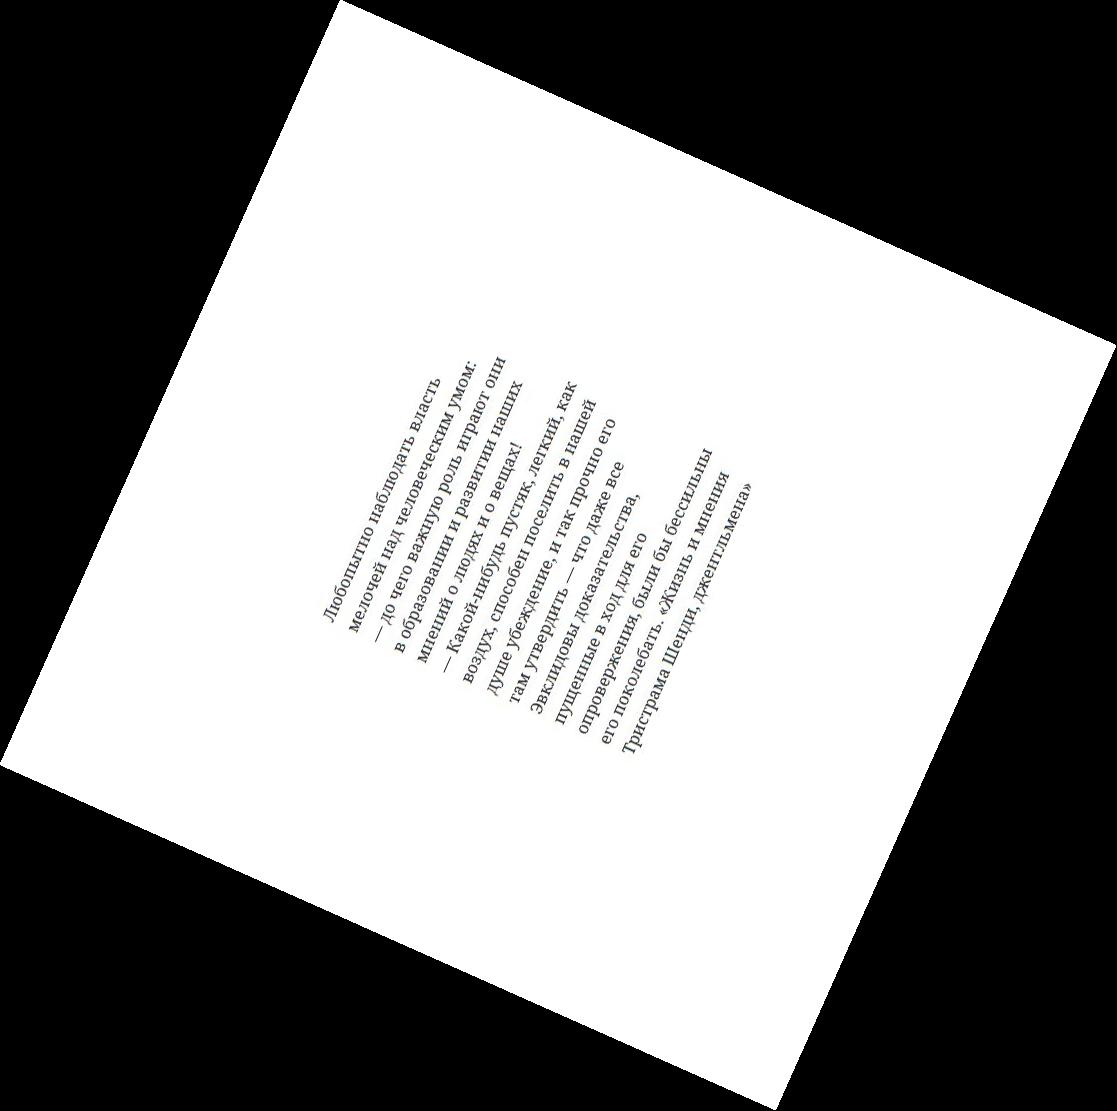 Любопытно наблюдать власть
мелочей над человеческим умом:
— до чего важную роль играют они
в образовании и развитии наших
мнений о людях и о вещах!
— Какой-нибудь пустяк, легкий, как
воздух, способен поселить в нашей
душе убеждение, и так прочно его
там утвердить — что даже все
Эвклидовы доказательства,
пущенные в ход для его
опровержения, были бы бессильны
его поколебать. «Жизнь и мнения
Тристрама Шенди, джентльмена»